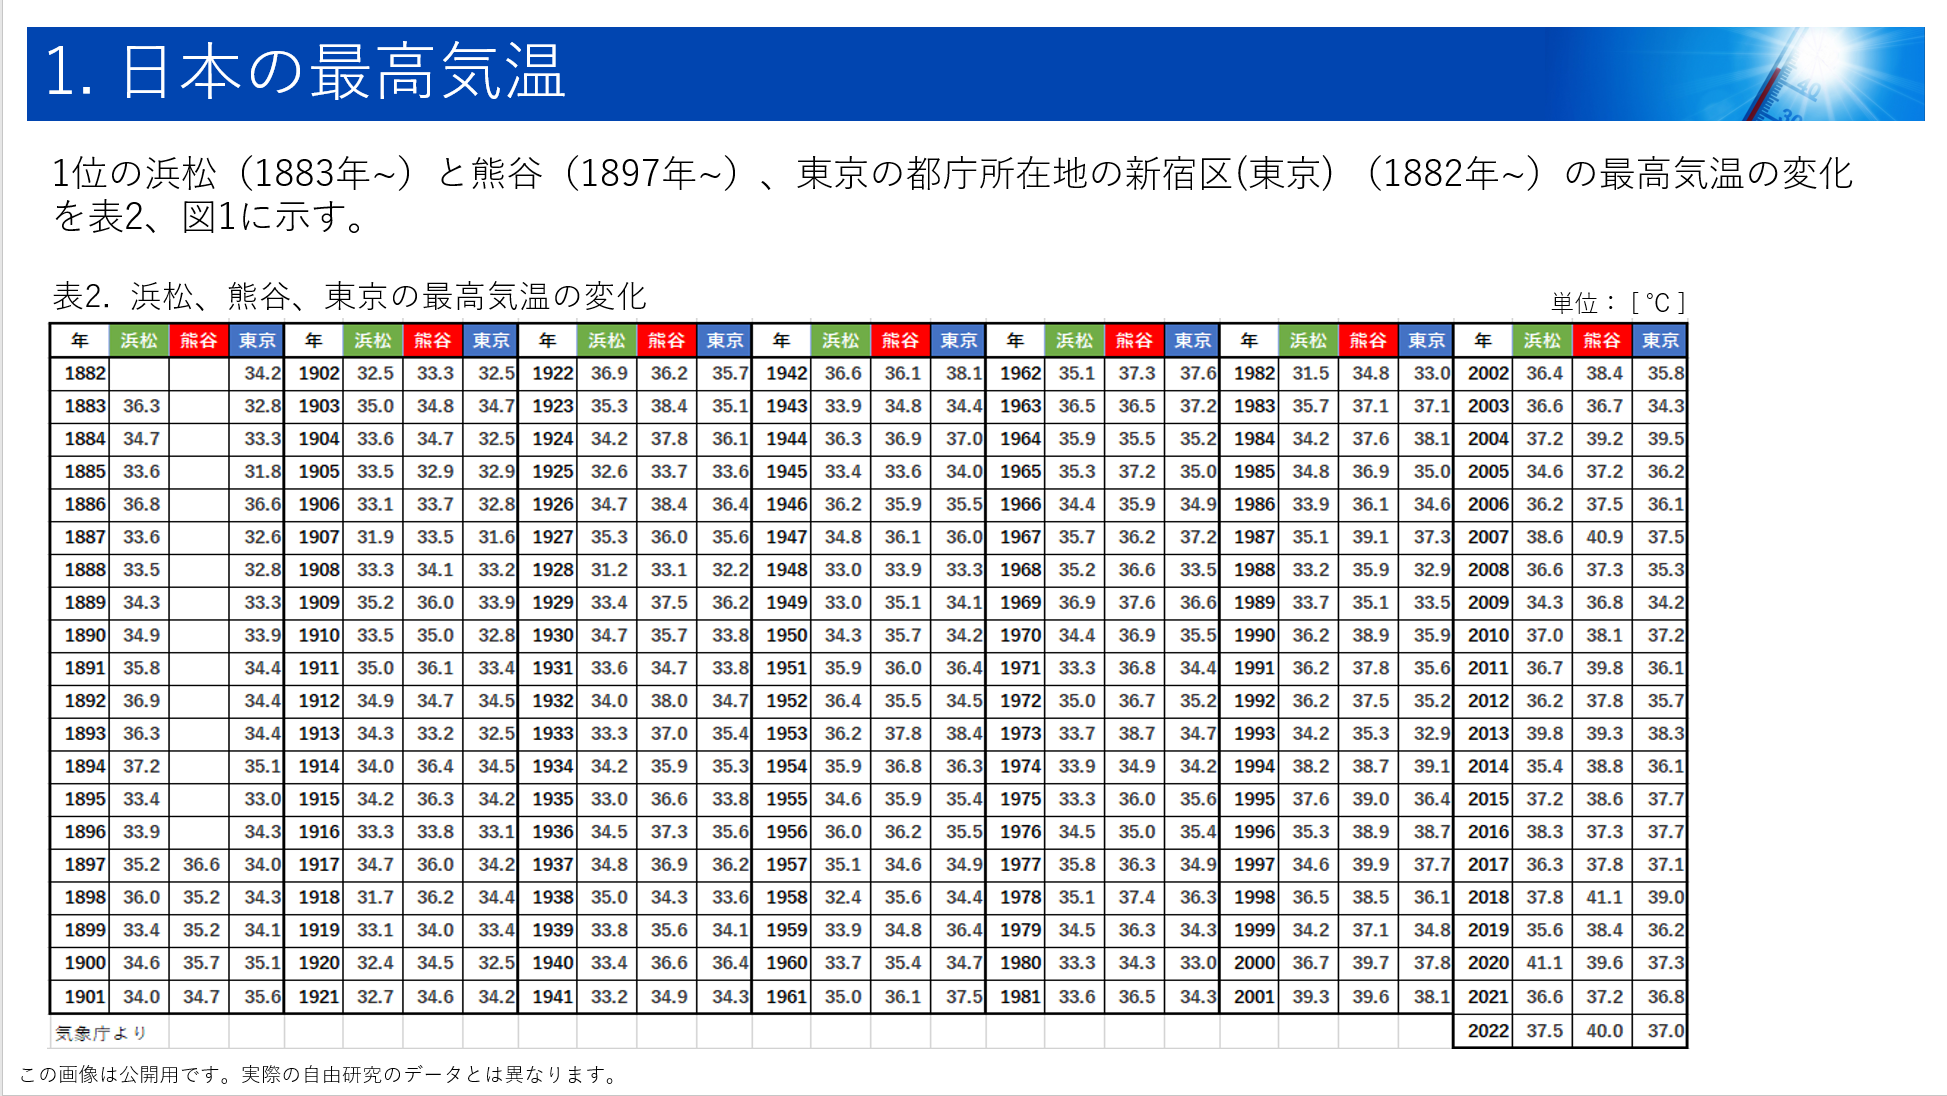 1. 日本の最高気温
40
30
1位の浜松（1883年~）と熊谷（1897年~）、東京の都庁所在地の新宿区(東京)　（1882年~）の最高気温の変化
を表2、図1に示す。
表2. 浜松、熊谷、東京の最高気温の変化
単位：[ ℃ ]
年 浜松 熊谷 東京 年 浜松 熊谷 東京 年 浜松 熊谷 東京 年 浜松 熊谷 東京 年 浜松 熊谷 東京 年 浜松 熊谷 東京 年 浜松 熊谷 東京
1882 34.2 1902 32.5 33.3 32.5 1922 36.9 36.2 35.7 1942 36.6 36.1 38.1 1962 35.1 37.3 37.6 1982 31.5 34.8 33.0 2002 36.4 38.4 35.8
1883 36.3 32.8 1903 35.0 34.8 34.7 1923 35.3 38.4 35.1 1943 33.9 34.8 34.4 1963 36.5 36.5 37.2 1983 35.7 37.1 37.1 2003 36.6 36.7 34.3
1884 34.7 33.3 1904 33.6 34.7 32.5 1924 34.2 37.8 36.1 1944 36.3 36.9 37.0 1964 35.9 35.5 35.2 1984 34.2 37.6 38.1 2004 37.2 39.2 39.5
1885 33.6 31.8 1905 33.5 32.9 32.9 1925 32.6 33.7 33.6 1945 33.4 33.6 34.0 1965 35.3 37.2 35.0 1985 34.8 36.9 35.0 2005 34.6 37.2 36.2
1886 36.8 36.6 1906 33.1 33.7 32.8 1926 34.7 38.4 36.4 1946 36.2 35.9 35.5 1966 34.4 35.9 34.9 1986 33.9 36.1 34.6 2006 36.2 37.5 36.1
1887 33.6 32.6 1907 31.9 33.5 31.6 1927 35.3 36.0 35.6 1947 34.8 36.1 36.0 1967 35.7 36.2 37.2 1987 35.1 39.1 37.3 2007 38.6 40.9 37.5
1888 33.5 32.8 1908 33.3 34.1 33.2 1928 31.2 33.1 32.2 1948 33.0 33.9 33.3 1968 35.2 36.6 33.5 1988 33.2 35.9 32.9 2008 36.6 37.3 35.3
1889 34.3 33.3 1909 35.2 36.0 33.9 1929 33.4 37.5 36.2 1949 33.0 35.1 34.1 1969 36.9 37.6 36.6 1989 33.7 35.1 33.5 2009 34.3 36.8 34.2
1890 34.9 33.9 1910 33.5 35.0 32.8 1930 34.7 35.7 33.8 1950 34.3 35.7 34.2 1970 34.4 36.9 35.5 1990 36.2 38.9 35.9 2010 37.0 38.1 37.2
1891 35.8 34.4 1911 35.0 36.1 33.4 1931 33.6 34.7 33.8 1951 35.9 36.0 36.4 1971 33.3 36.8 34.4 1991 36.2 37.8 35.6 2011 36.7 39.8 36.1
1892 36.9 34.4 1912 34.9 34.7 34.5 1932 34.0 38.0 34.7 1952 36.4 35.5 34.5 1972 35.0 36.7 35.2 1992 36.2 37.5 35.2 2012 36.2 37.8 35.7
1893 36.3 34.4 1913 34.3 33.2 32.5 1933 33.3 37.0 35.4 1953 36.2 37.8 38.4 1973 33.7 38.7 34.7 1993 34.2 35.3 32.9 2013 39.8 39.3 38.3
1894 37.2 35.1 1914 34.0 36.4 34.5 1934 34.2 35.9 35.3 1954 35.9 36.8 36.3 1974 33.9 34.9 34.2 1994 38.2 38.7 39.1 2014 35.4 38.8 36.1
1895 33.4 33.0 1915 34.2 36.3 34.2 1935 33.0 36.6 33.8 1955 34.6 35.9 35.4 1975 33.3 36.0 35.6 1995 37.6 39.0 36.4 2015 37.2 38.6 37.7
1896 33.9 34.3 1916 33.3 33.8 33.1 1936 34.5 37.3 35.6 1956 36.0 36.2 35.5 1976 34.5 35.0 35.4 1996 35.3 38.9 38.7 2016 38.3 37.3 37.7
1897 35.2 36.6 34.0 1917 34.7 36.0 34.2 1937 34.8 36.9 36.2 1957 35.1 34.6 34.9 1977 35.8 36.3 34.9 1997 34.6 39.9 37.7 2017 36.3 37.8 37.1
1898 36.0 35.2 34.3 1918 31.7 36.2 34.4 1938 35.0 34.3 33.6 1958 32.4 35.6 34.4 1978 35.1 37.4 36.3 1998 36.5 38.5 36.1 2018 37.8 41.1 39.0
1899 33.4 35.2 34.1 1919 33.1 34.0 33.4 1939 33.8 35.6 34.1 1959 33.9 34.8 36.4 1979 34.5 36.3 34.3 1999 34.2 37.1 34.8 2019 35.6 38.4 36.2
1900 34.6 35.7 35.1 1920 32.4 34.5 32.5 1940 33.4 36.6 36.4 1960 33.7 35.4 34.7 1980 33.3 34.3 33.0 2000 36.7 39.7 37.8 2020 41.1 39.6 37.3
1901 34.0 34.7 35.6 1921 32.7 34.6 34.2 1941 33.2 34.9 34.3 1961 35.0 36.1 37.5 1981 33.6 36.5 34.3 2001 39.3 39.6 38.1 2021 36.6 37.2 36.8
気象庁より 2022 37.5 40.0 37.0
この画像は公開用です。実際の自由研究のデータとは異なります。